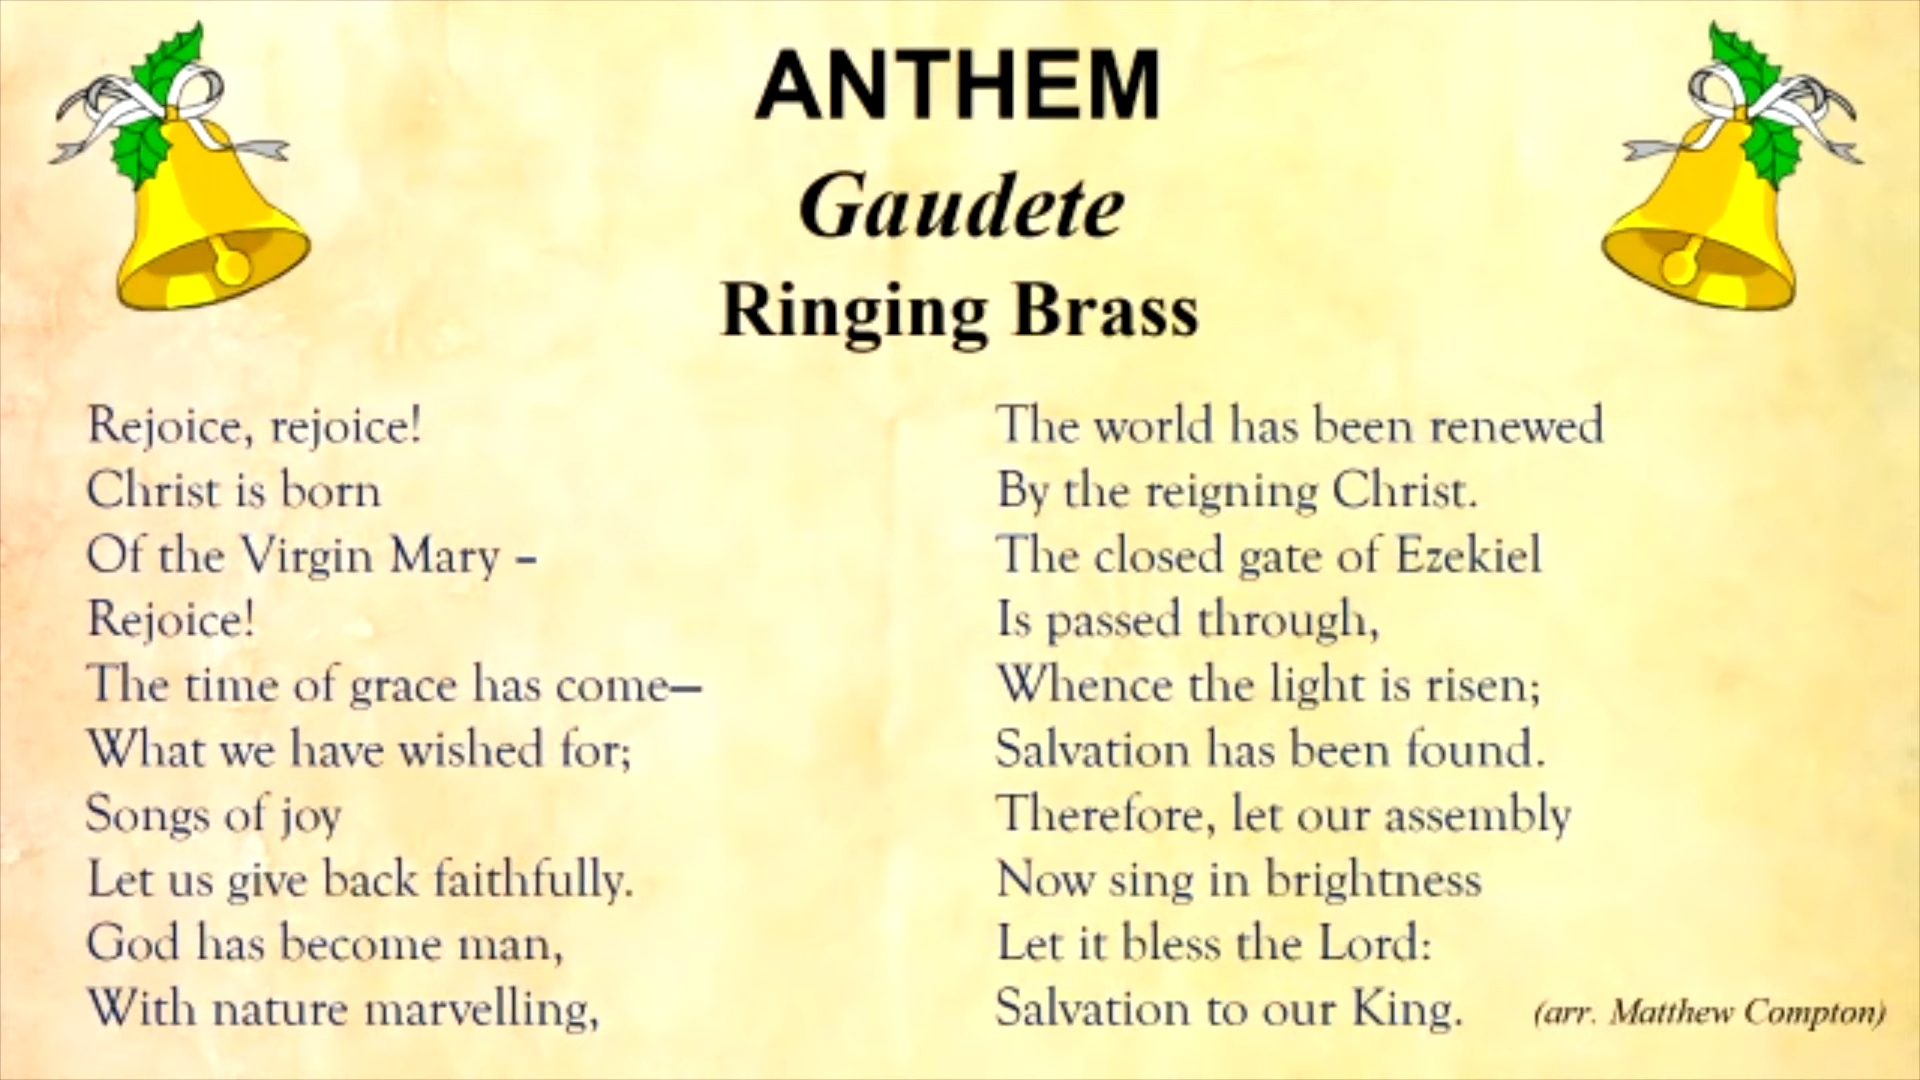 ANTHEM
Gaudete
Ringing Brass
Rejoice, rejoice!
Christ is born
Of the Virgin Mary –
Rejoice!
The time of grace has come—
What we have wished for;
Songs of joy
Let us give back faithfully.
God has become man,
With nature marvelling,
The world has been renewed
By the reigning Christ.
The closed gate of Ezekiel
Is passed through,
Whence the light is risen;
Salvation has been found.
Therefore, let our assembly
Now sing in brightness
Let it bless the Lord:
Salvation to our King.
(arr. Matthew Compton)